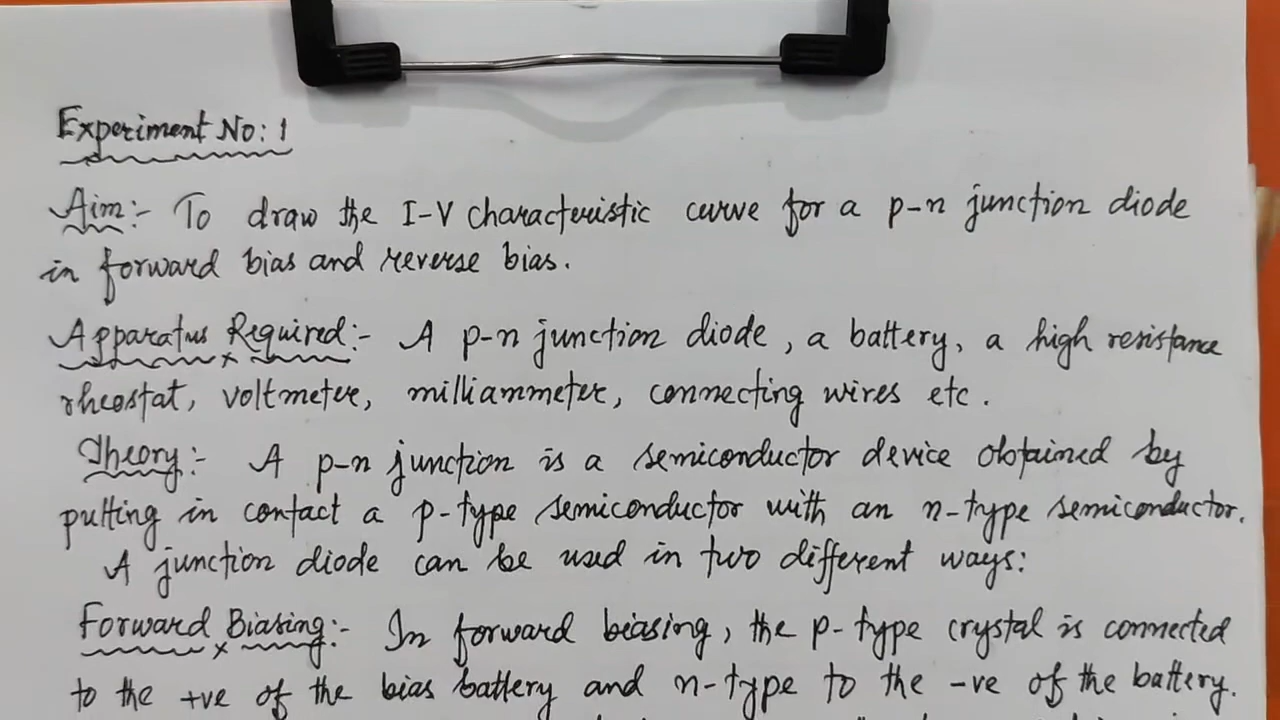 Experiment No: 1
Aim:- To draw the I-V characteristic curve for a p-n junction diode
in forward bias and reverse bias.
Apparatus Required:- A p-n junction diode, a battery, a high resistance
rheostat, voltmeter, milliammeter, connecting wires etc.
Theory:- A p-n junction is a semiconductor device obtained by
putting in contact a p-type semiconductor with an n-type semiconductor.
A junction diode can be used in two different ways:
Forward Biasing:- In forward biasing, the p-type crystal is connected
to the +ve of the bias battery and n-type to the -ve of the battery.